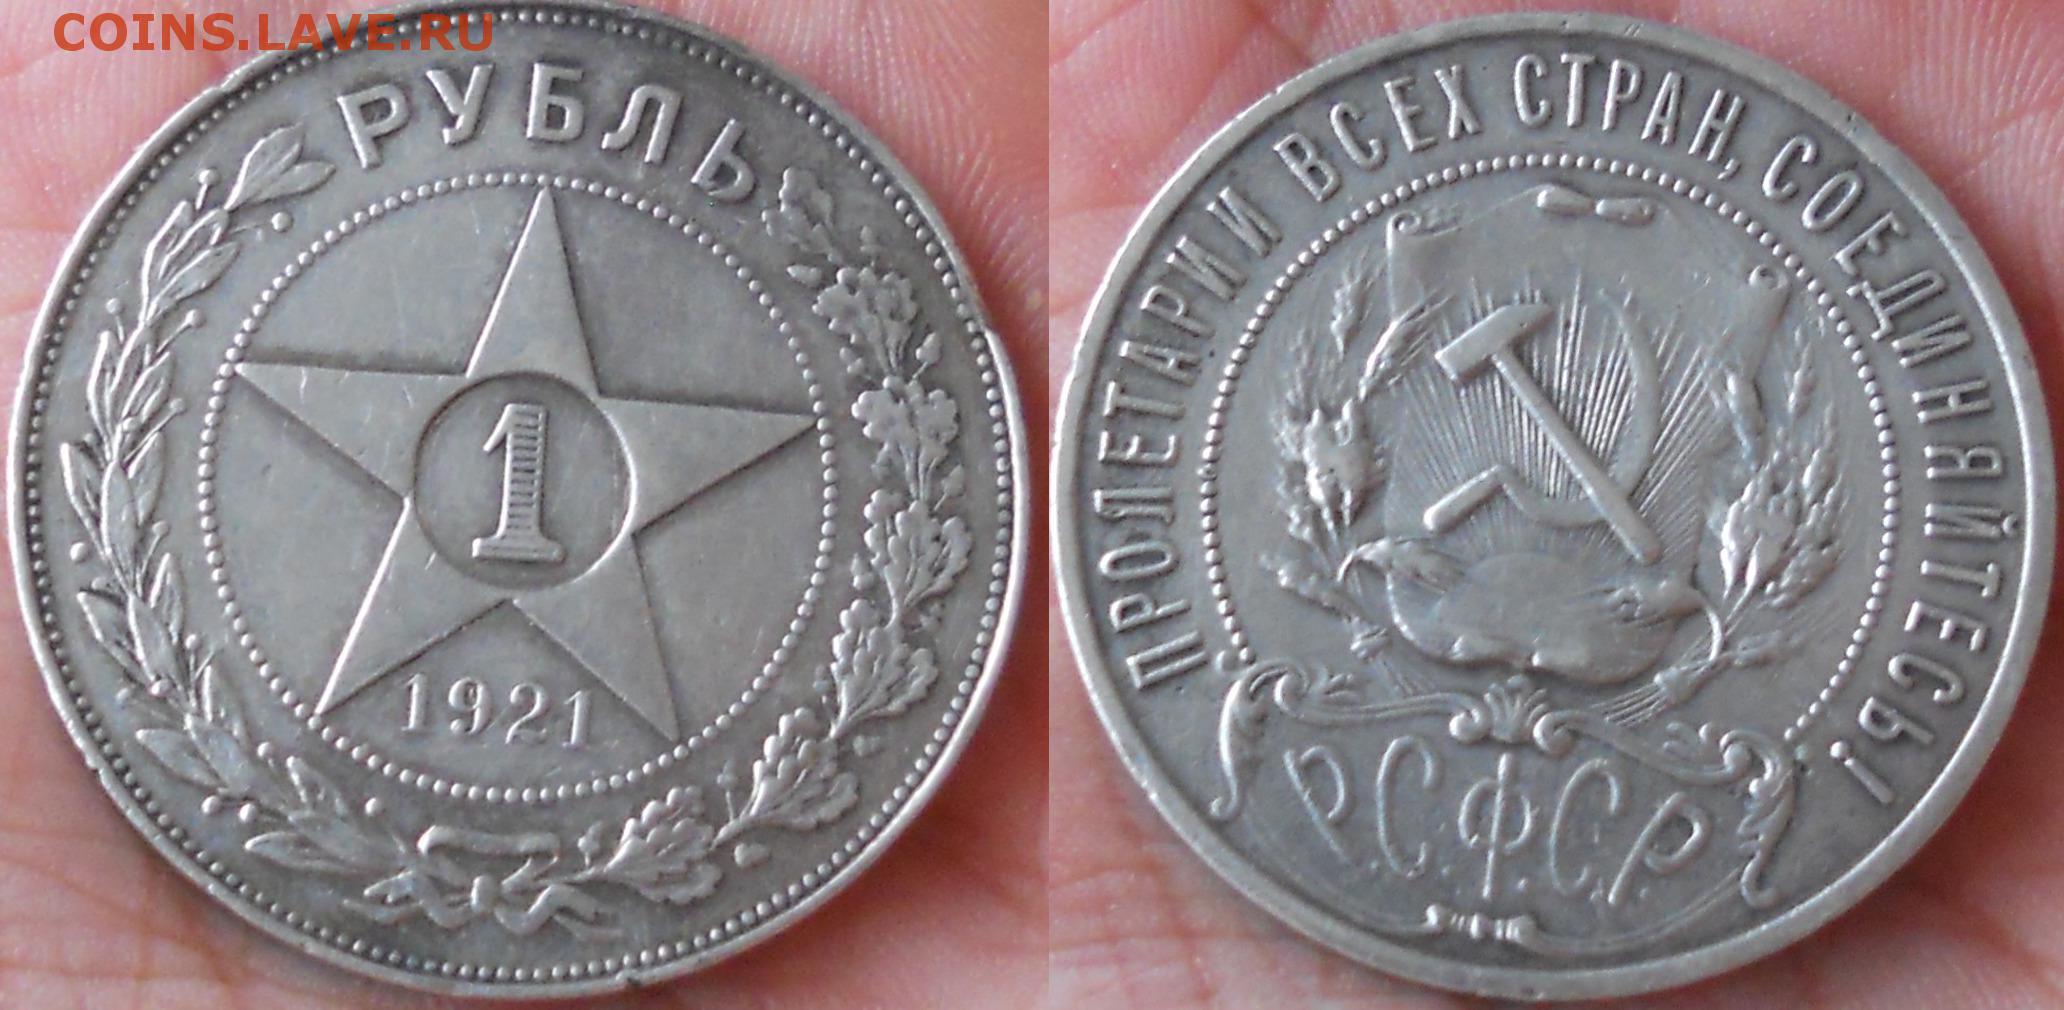 COINS.LAVE.RU
РУБЛЬ
1
1921
ПРОЛЕТАРИИ ВСЕХ СТРАН, СОЕДИНЯЙТЕСЬ!
Р.С.Ф.С.Р.